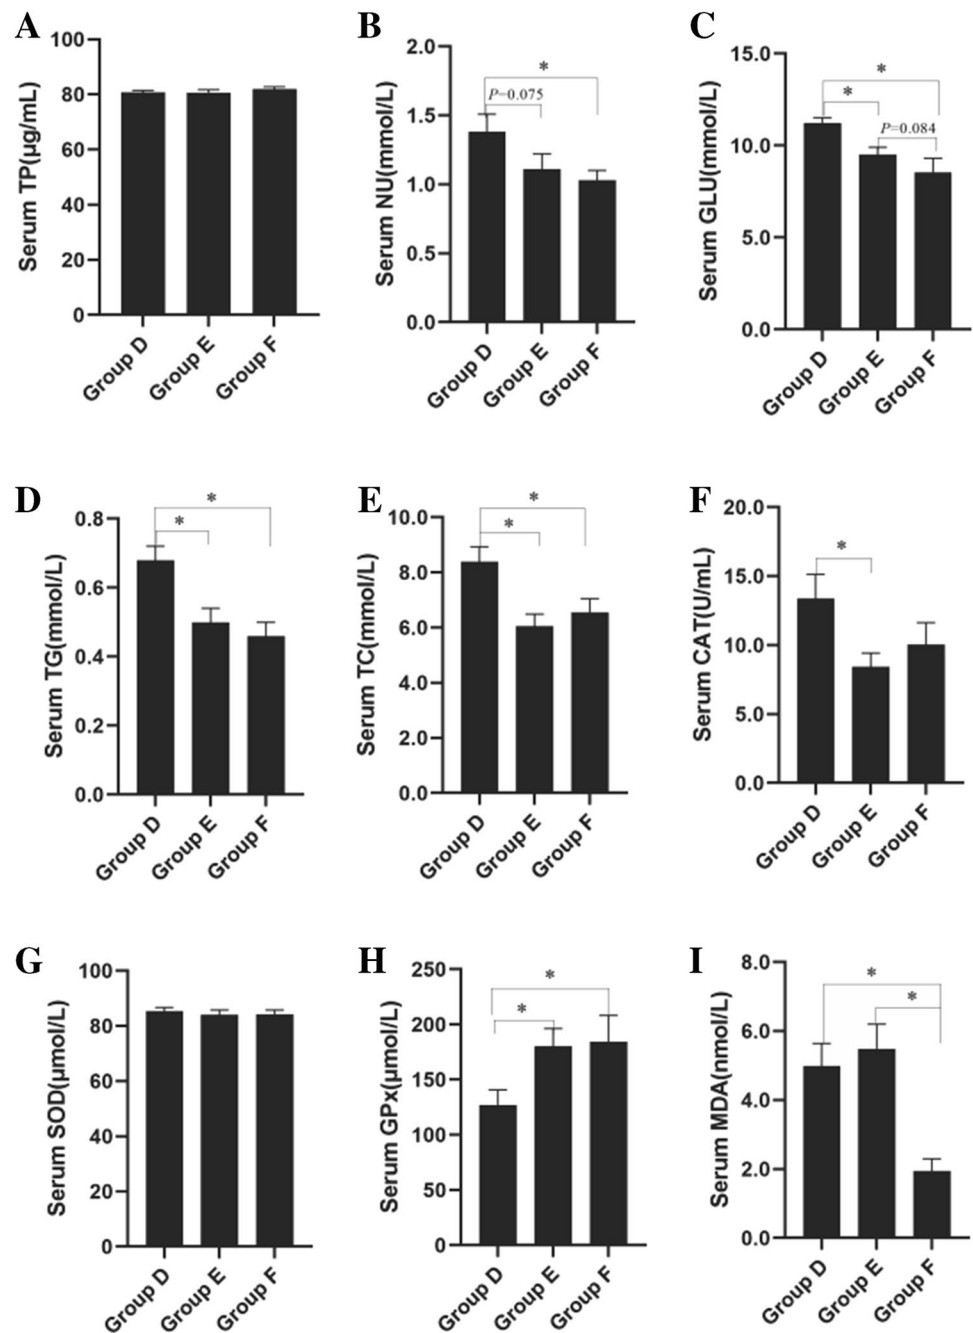 A
Serum TP(μg/mL)
100
80
60
40
20
0
Group D
Group E
Group F
B
Serum NU(mmol/L)
2.0
1.5
1.0
0.5
0.0
*
P=0.075
Group D
Group E
Group F
C
Serum GLU(mmol/L)
15.0
10.0
5.0
0.0
*
*
P=0.084
Group D
Group E
Group F
D
Serum TG(mmol/L)
0.8
0.6
0.4
0.2
0.0
*
*
Group D
Group E
Group F
E
Serum TC(mmol/L)
10.0
8.0
6.0
4.0
2.0
0.0
*
*
Group D
Group E
Group F
F
Serum CAT(U/mL)
20.0
15.0
10.0
5.0
0.0
*
Group D
Group E
Group F
G
Serum SOD(μmol/L)
100
80
60
40
20
0
Group D
Group E
Group F
H
Serum GPx(μmol/L)
250
200
150
100
50
0
*
*
Group D
Group E
Group F
I
Serum MDA(nmol/L)
8.0
6.0
4.0
2.0
0.0
*
*
Group D
Group E
Group F